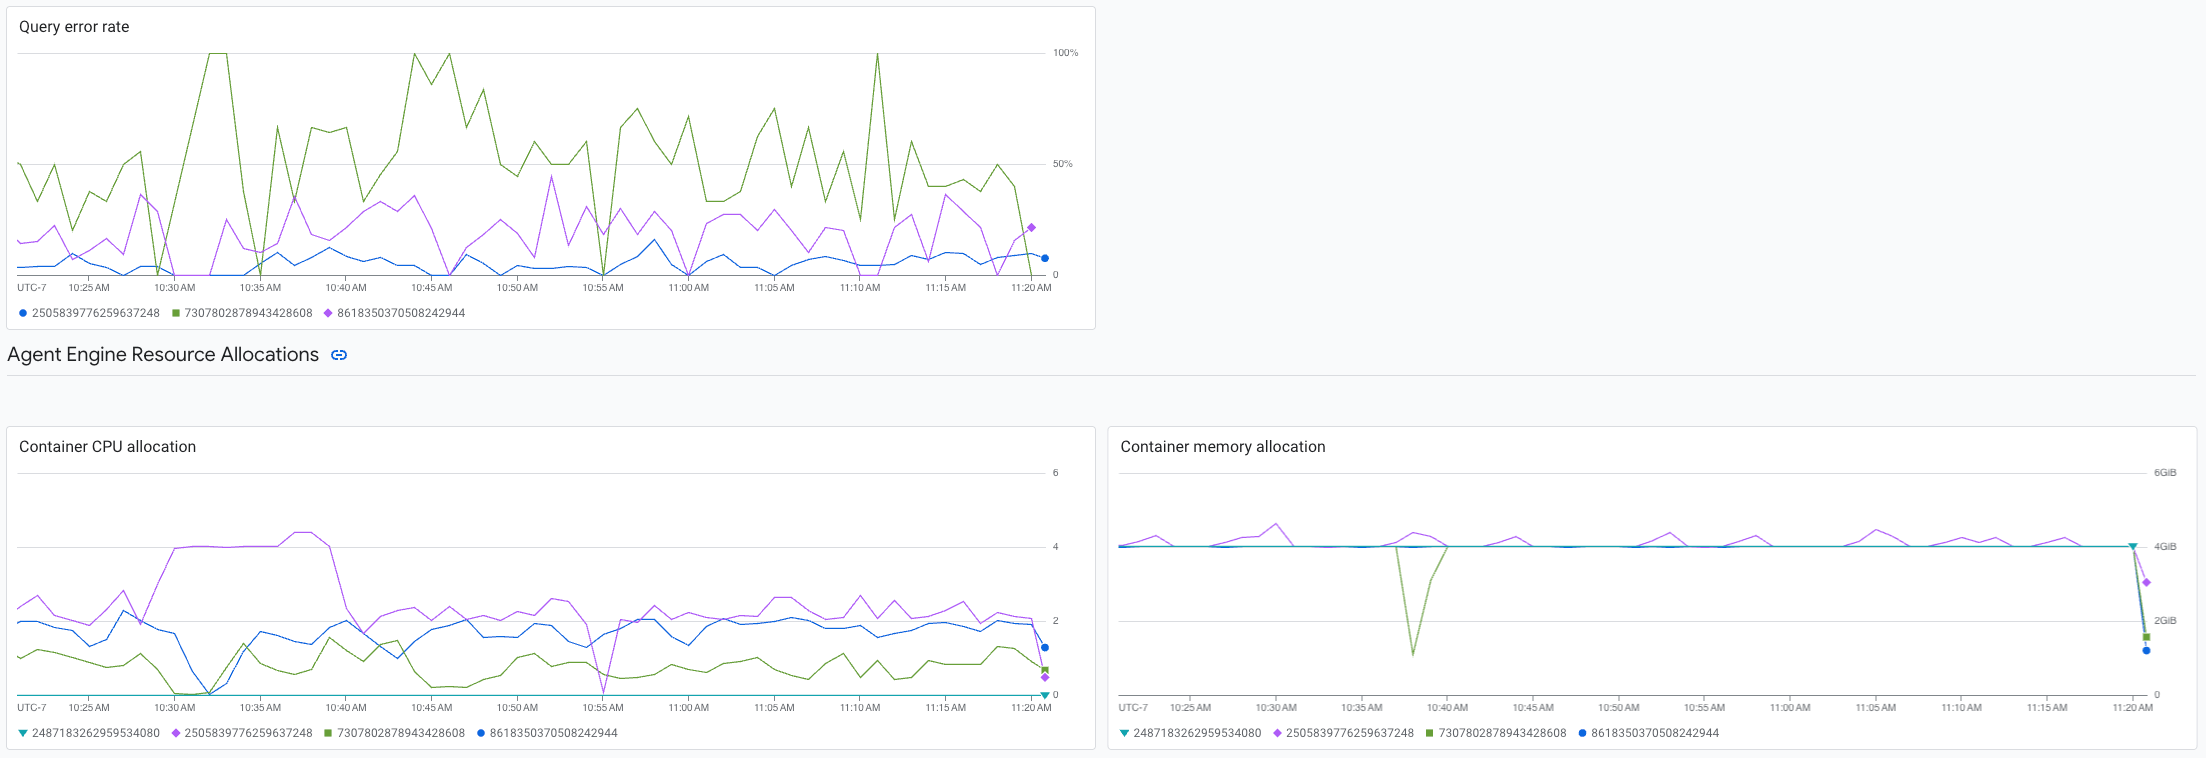 Query error rate
100%
50%
0
UTC-7 10:25 AM 10:30 AM 10:35 AM 10:40 AM 10:45 AM 10:50 AM 10:55 AM 11:00 AM 11:05 AM 11:10 AM 11:15 AM 11:20 AM
2505839776259637248 7307802878943428608 8618350370508242944
Agent Engine Resource Allocations
Container CPU allocation
6
4
2
0
UTC-7 10:25 AM 10:30 AM 10:35 AM 10:40 AM 10:45 AM 10:50 AM 10:55 AM 11:00 AM 11:05 AM 11:10 AM 11:15 AM 11:20 AM
2487183262959534080 2505839776259637248 7307802878943428608 8618350370508242944
Container memory allocation
6GiB
4GiB
2GiB
0
UTC-7 10:25 AM 10:30 AM 10:35 AM 10:40 AM 10:45 AM 10:50 AM 10:55 AM 11:00 AM 11:05 AM 11:10 AM 11:15 AM 11:20 AM
2487183262959534080 2505839776259637248 7307802878943428608 8618350370508242944